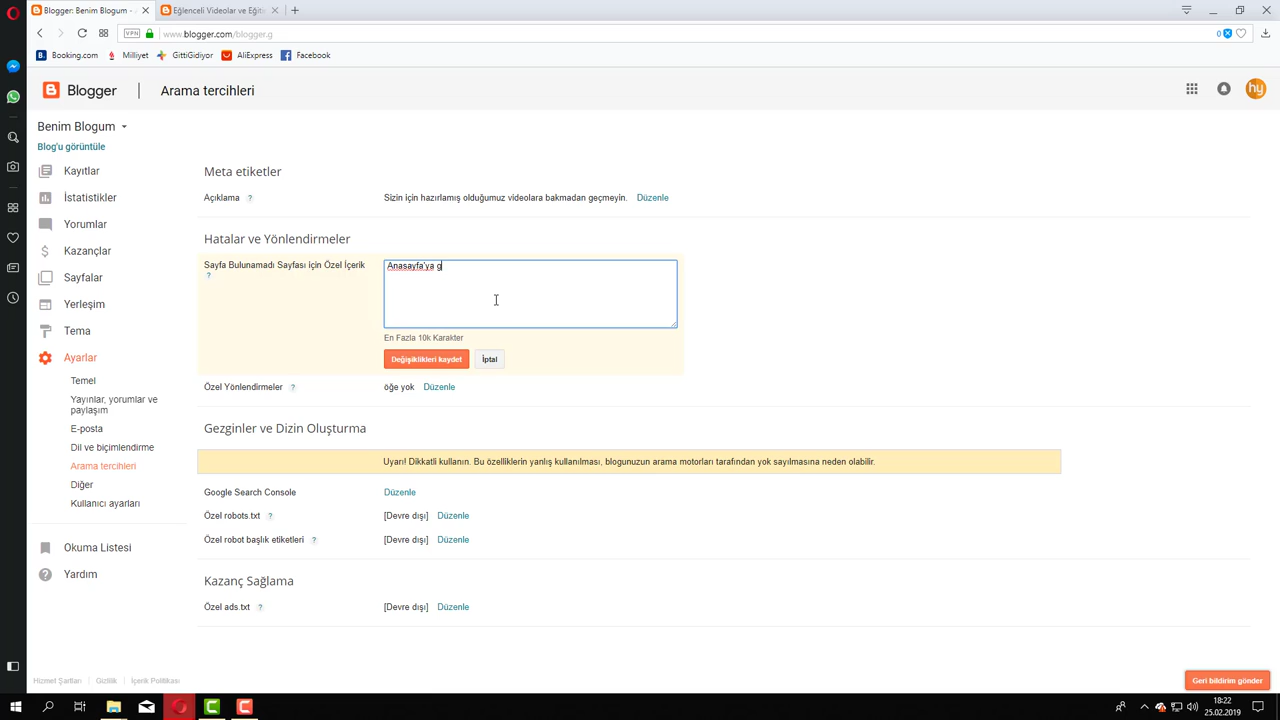 Blogger: Benim Blogum -
Eğlenceli Videolar ve Eğiti
VPN
www.blogger.com/blogger.g
0
B Booking.com
Milliyet
GittiGidiyor
AliExpress
Facebook
Blogger
Arama tercihleri
hy
Benim Blogum
Blog'u görüntüle
Kayıtlar
İstatistikler
Yorumlar
Kazançlar
Sayfalar
Yerleşim
Tema
Ayarlar
Temel
Yayınlar, yorumlar ve
paylaşım
E-posta
Dil ve biçimlendirme
Arama tercihleri
Diğer
Kullanıcı ayarları
Okuma Listesi
Yardım
Meta etiketler
Açıklama ? Sizin için hazırlamış olduğumuz videolara bakmadan geçmeyin. Düzenle
Hatalar ve Yönlendirmeler
Sayfa Bulunamadı Sayfası için Özel İçerik
?
Anasayfa'ya g
En Fazla 10k Karakter
Değişiklikleri kaydet
İptal
Özel Yönlendirmeler ? öğe yok Düzenle
Gezginler ve Dizin Oluşturma
Uyarı! Dikkatli kullanın. Bu özelliklerin yanlış kullanılması, blogunuzun arama motorları tarafından yok sayılmasına neden olabilir.
Google Search Console Düzenle
Özel robots.txt ? [Devre dışı] Düzenle
Özel robot başlık etiketleri ? [Devre dışı] Düzenle
Kazanç Sağlama
Özel ads.txt ? [Devre dışı] Düzenle
Hizmet Şartları
Gizlilik
İçerik Politikası
Geri bildirim gönder
18:22
25.02.2019